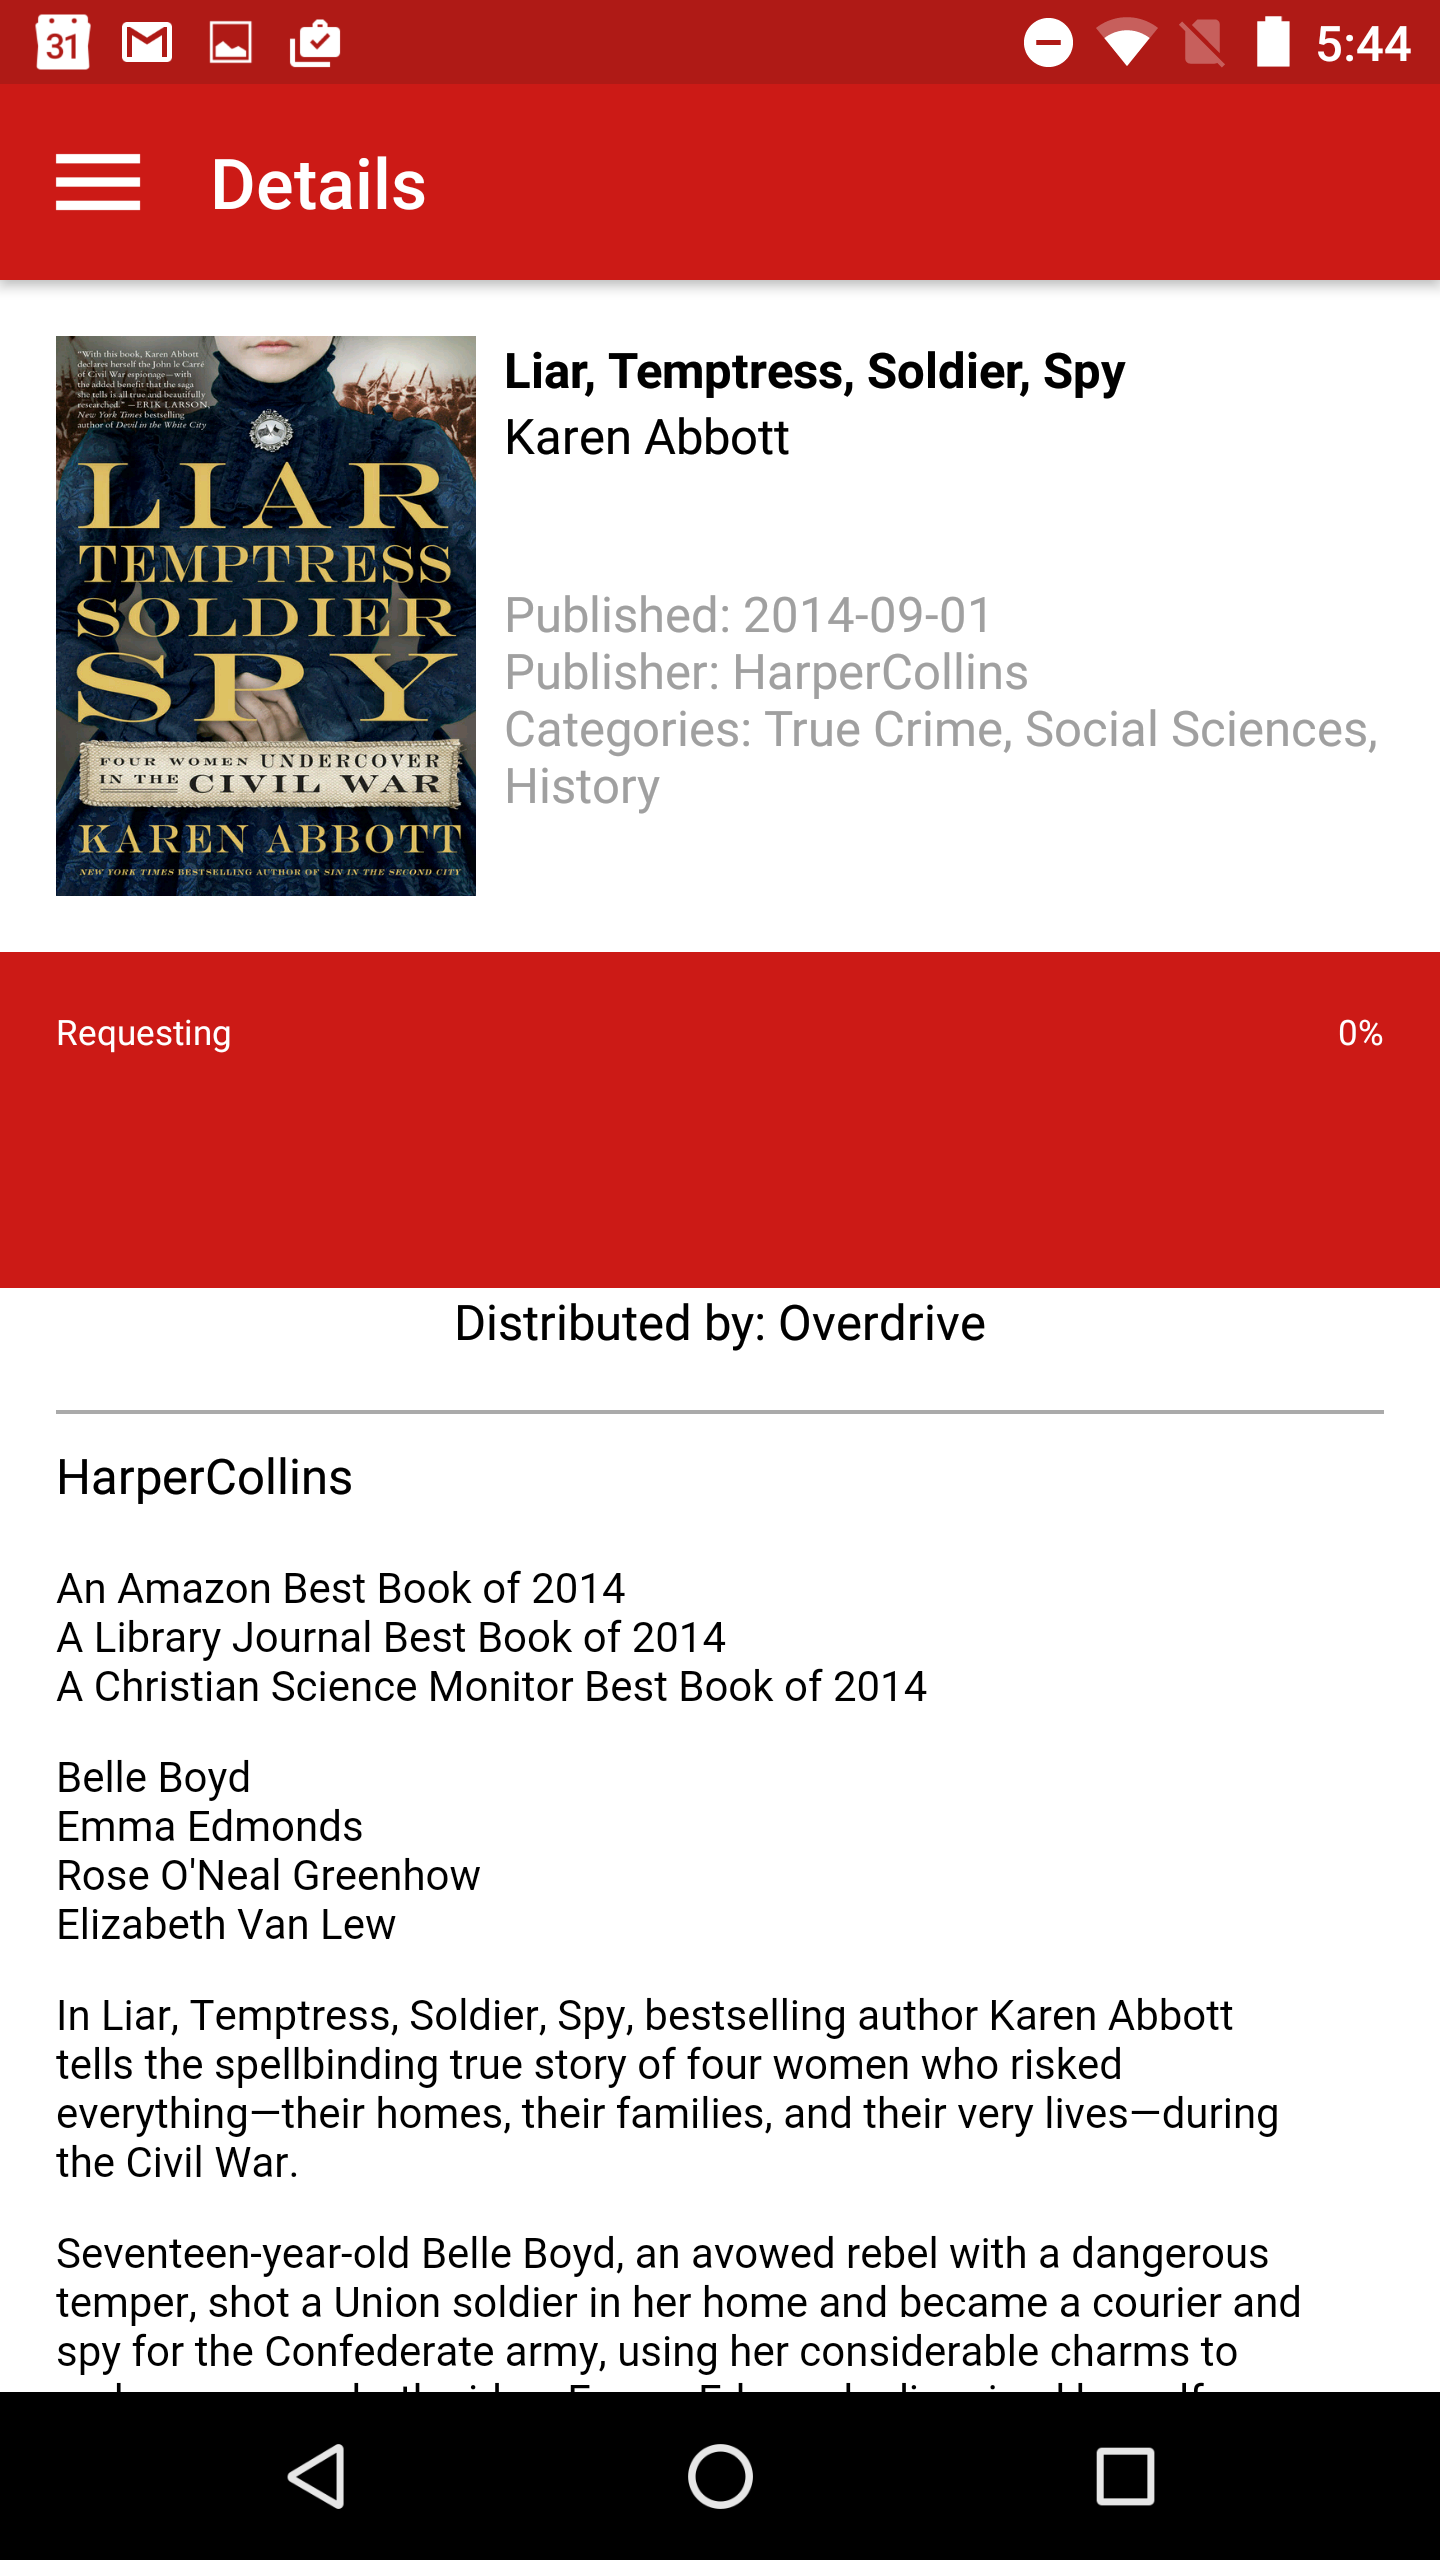 31
5:44
Details
"With this book, Karen Abbott
declares herself the John le Carré
of Civil War espionage—with
the added benefit that the saga
she tells is all true and beautifully
researched." —ERIK LARSON,
New York Times bestselling
author of Devil in the White City
LIAR
TEMPTRESS
SOLDIER
SPY
FOUR WOMEN UNDERCOVER
IN THE CIVIL WAR
KAREN ABBOTT
NEW YORK TIMES BESTSELLING AUTHOR OF SIN IN THE SECOND CITY
Liar, Temptress, Soldier, Spy
Karen Abbott
Published: 2014-09-01
Publisher: HarperCollins
Categories: True Crime, Social Sciences,
History
Requesting
0%
Distributed by: Overdrive
HarperCollins
An Amazon Best Book of 2014
A Library Journal Best Book of 2014
A Christian Science Monitor Best Book of 2014
Belle Boyd
Emma Edmonds
Rose O'Neal Greenhow
Elizabeth Van Lew
In Liar, Temptress, Soldier, Spy, bestselling author Karen Abbott
tells the spellbinding true story of four women who risked
everything—their homes, their families, and their very lives—during
the Civil War.
Seventeen-year-old Belle Boyd, an avowed rebel with a dangerous
temper, shot a Union soldier in her home and became a courier and
spy for the Confederate army, using her considerable charms to